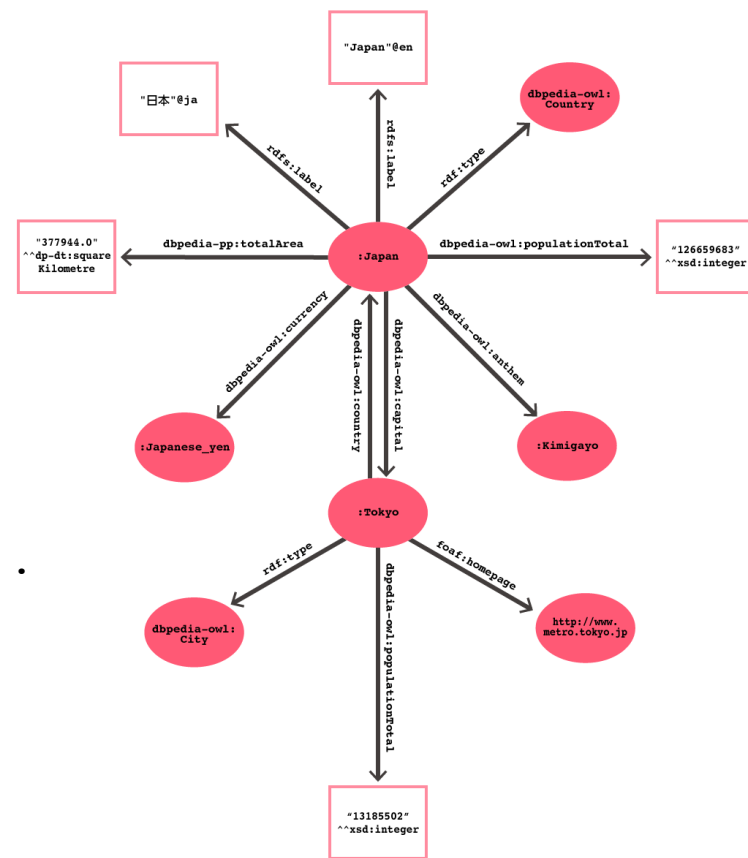 "Japan"@en
"日本"@ja
dbpedia-owl:
Country
rdfs:label
rdfs:label
rdf:type
"377944.0"
^^dp-dt:square
Kilometre
dbpedia-pp:totalArea
:Japan
dbpedia-owl:populationTotal
“126659683”
^^xsd:integer
dbpedia-owl:currency
dbpedia-owl:country
dbpedia-owl:capital
dbpedia-owl:anthem
:Japanese_yen
:Kimigayo
:Tokyo
rdf:type
dbpedia-owl:populationTotal
foaf:homepage
dbpedia-owl:
City
http://www.
metro.tokyo.jp
“13185502”
^^xsd:integer